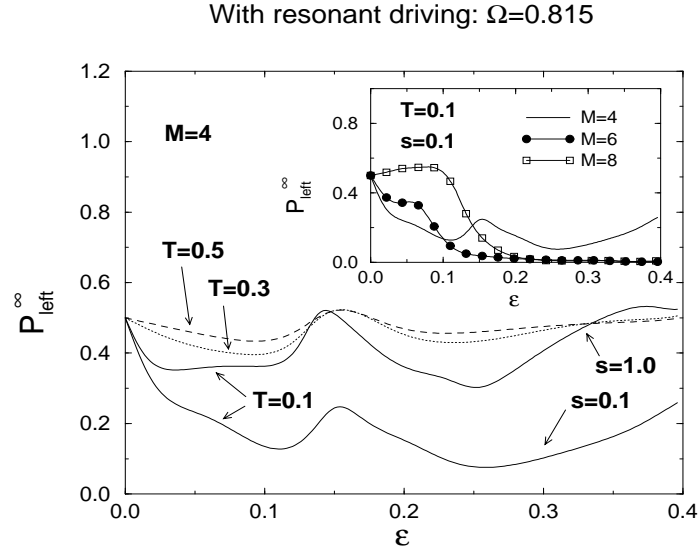 With resonant driving: Ω=0.815
1.2
1.0
0.8
0.6
0.4
0.2
0.0
P∞left
M=4
T=0.5
T=0.3
T=0.1
s=1.0
s=0.1
0.0 0.1 0.2 0.3 0.4
ε
T=0.1
s=0.1
M=4
M=6
M=8
0.8
0.4
0.0
P∞left
0.0 0.1 0.2 0.3 0.4
ε